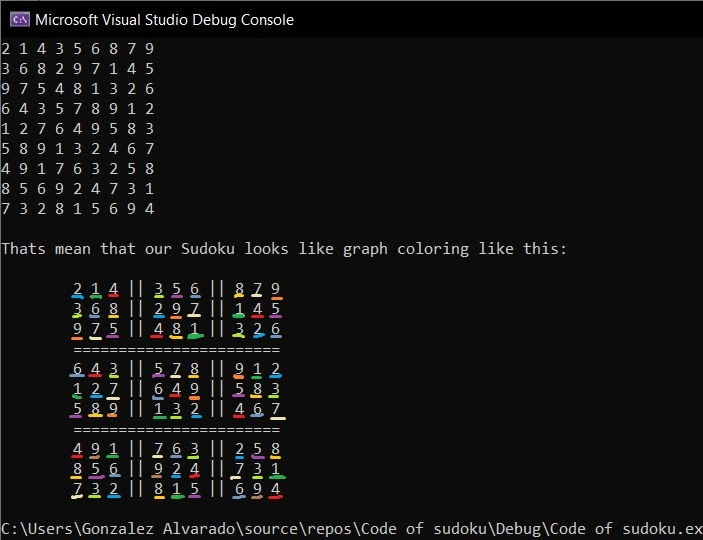 Microsoft Visual Studio Debug Console
2 1 4 3 5 6 8 7 9
3 6 8 2 9 7 1 4 5
9 7 5 4 8 1 3 2 6
6 4 3 5 7 8 9 1 2
1 2 7 6 4 9 5 8 3
5 8 9 1 3 2 4 6 7
4 9 1 7 6 3 2 5 8
8 5 6 9 2 4 7 3 1
7 3 2 8 1 5 6 9 4
Thats mean that our Sudoku looks like graph coloring like this:
2 1 4 || 3 5 6 || 8 7 9
3 6 8 || 2 9 7 || 1 4 5
9 7 5 || 4 8 1 || 3 2 6
=======================
6 4 3 || 5 7 8 || 9 1 2
1 2 7 || 6 4 9 || 5 8 3
5 8 9 || 1 3 2 || 4 6 7
=======================
4 9 1 || 7 6 3 || 2 5 8
8 5 6 || 9 2 4 || 7 3 1
7 3 2 || 8 1 5 || 6 9 4
C:\Users\Gonzalez Alvarado\source\repos\Code of sudoku\Debug\Code of sudoku.ex